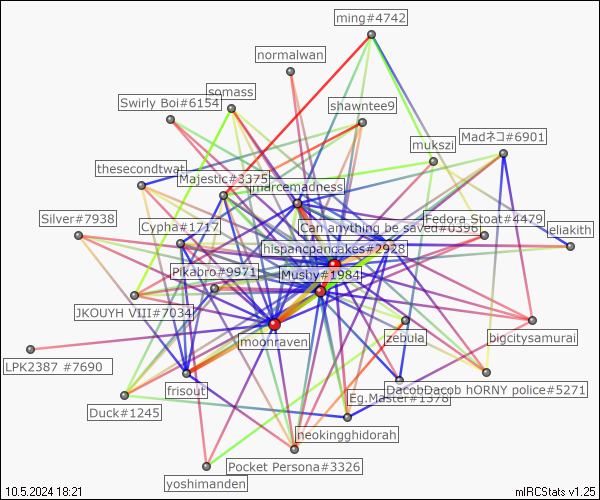 ming#4742
normalwan
somass
Swirly Boi#6154
shawntee9
Madネコ#6901
mukszi
thesecondtwat
Majestic#3375
marcemadness
Silver#7938
Cypha#1717
Can anything be saved#0396
Fedora Stoat#4479
eliakith
hispancpancakes#2928
Pikabro#9971
Mushy#1984
JKOUYH VIII#7034
moonraven
zebula
bigcitysamurai
LPK2387 #7690
frisout
DacobDacob hORNY police#5271
Eg.Master#1378
Duck#1245
neokingghidorah
Pocket Persona#3326
yoshimanden
10.5.2024 18:21
mIRCStats v1.25